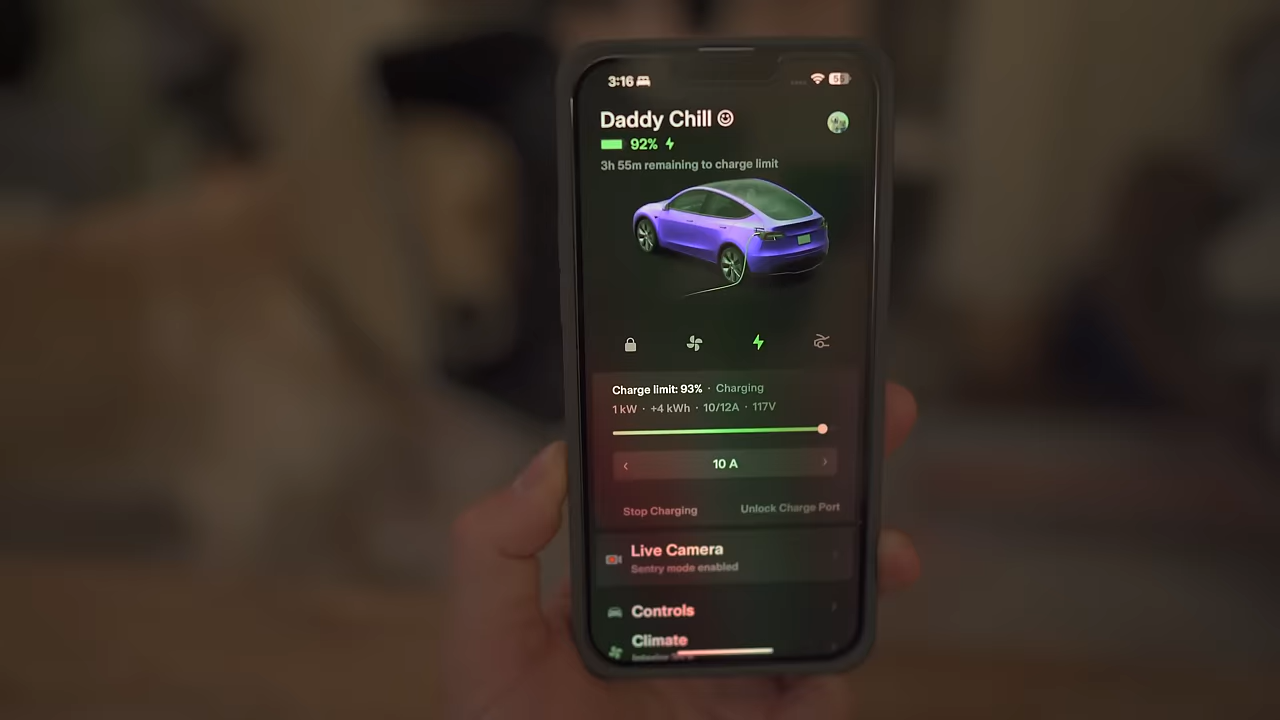 3:16
55
Daddy Chill
92%
3h 55m remaining to charge limit
Charge limit: 93% · Charging
1 kW · +4 kWh · 10/12A · 117V
‹ 10 A ›
Stop Charging Unlock Charge Port
Live Camera
Sentry mode enabled
Controls
Climate